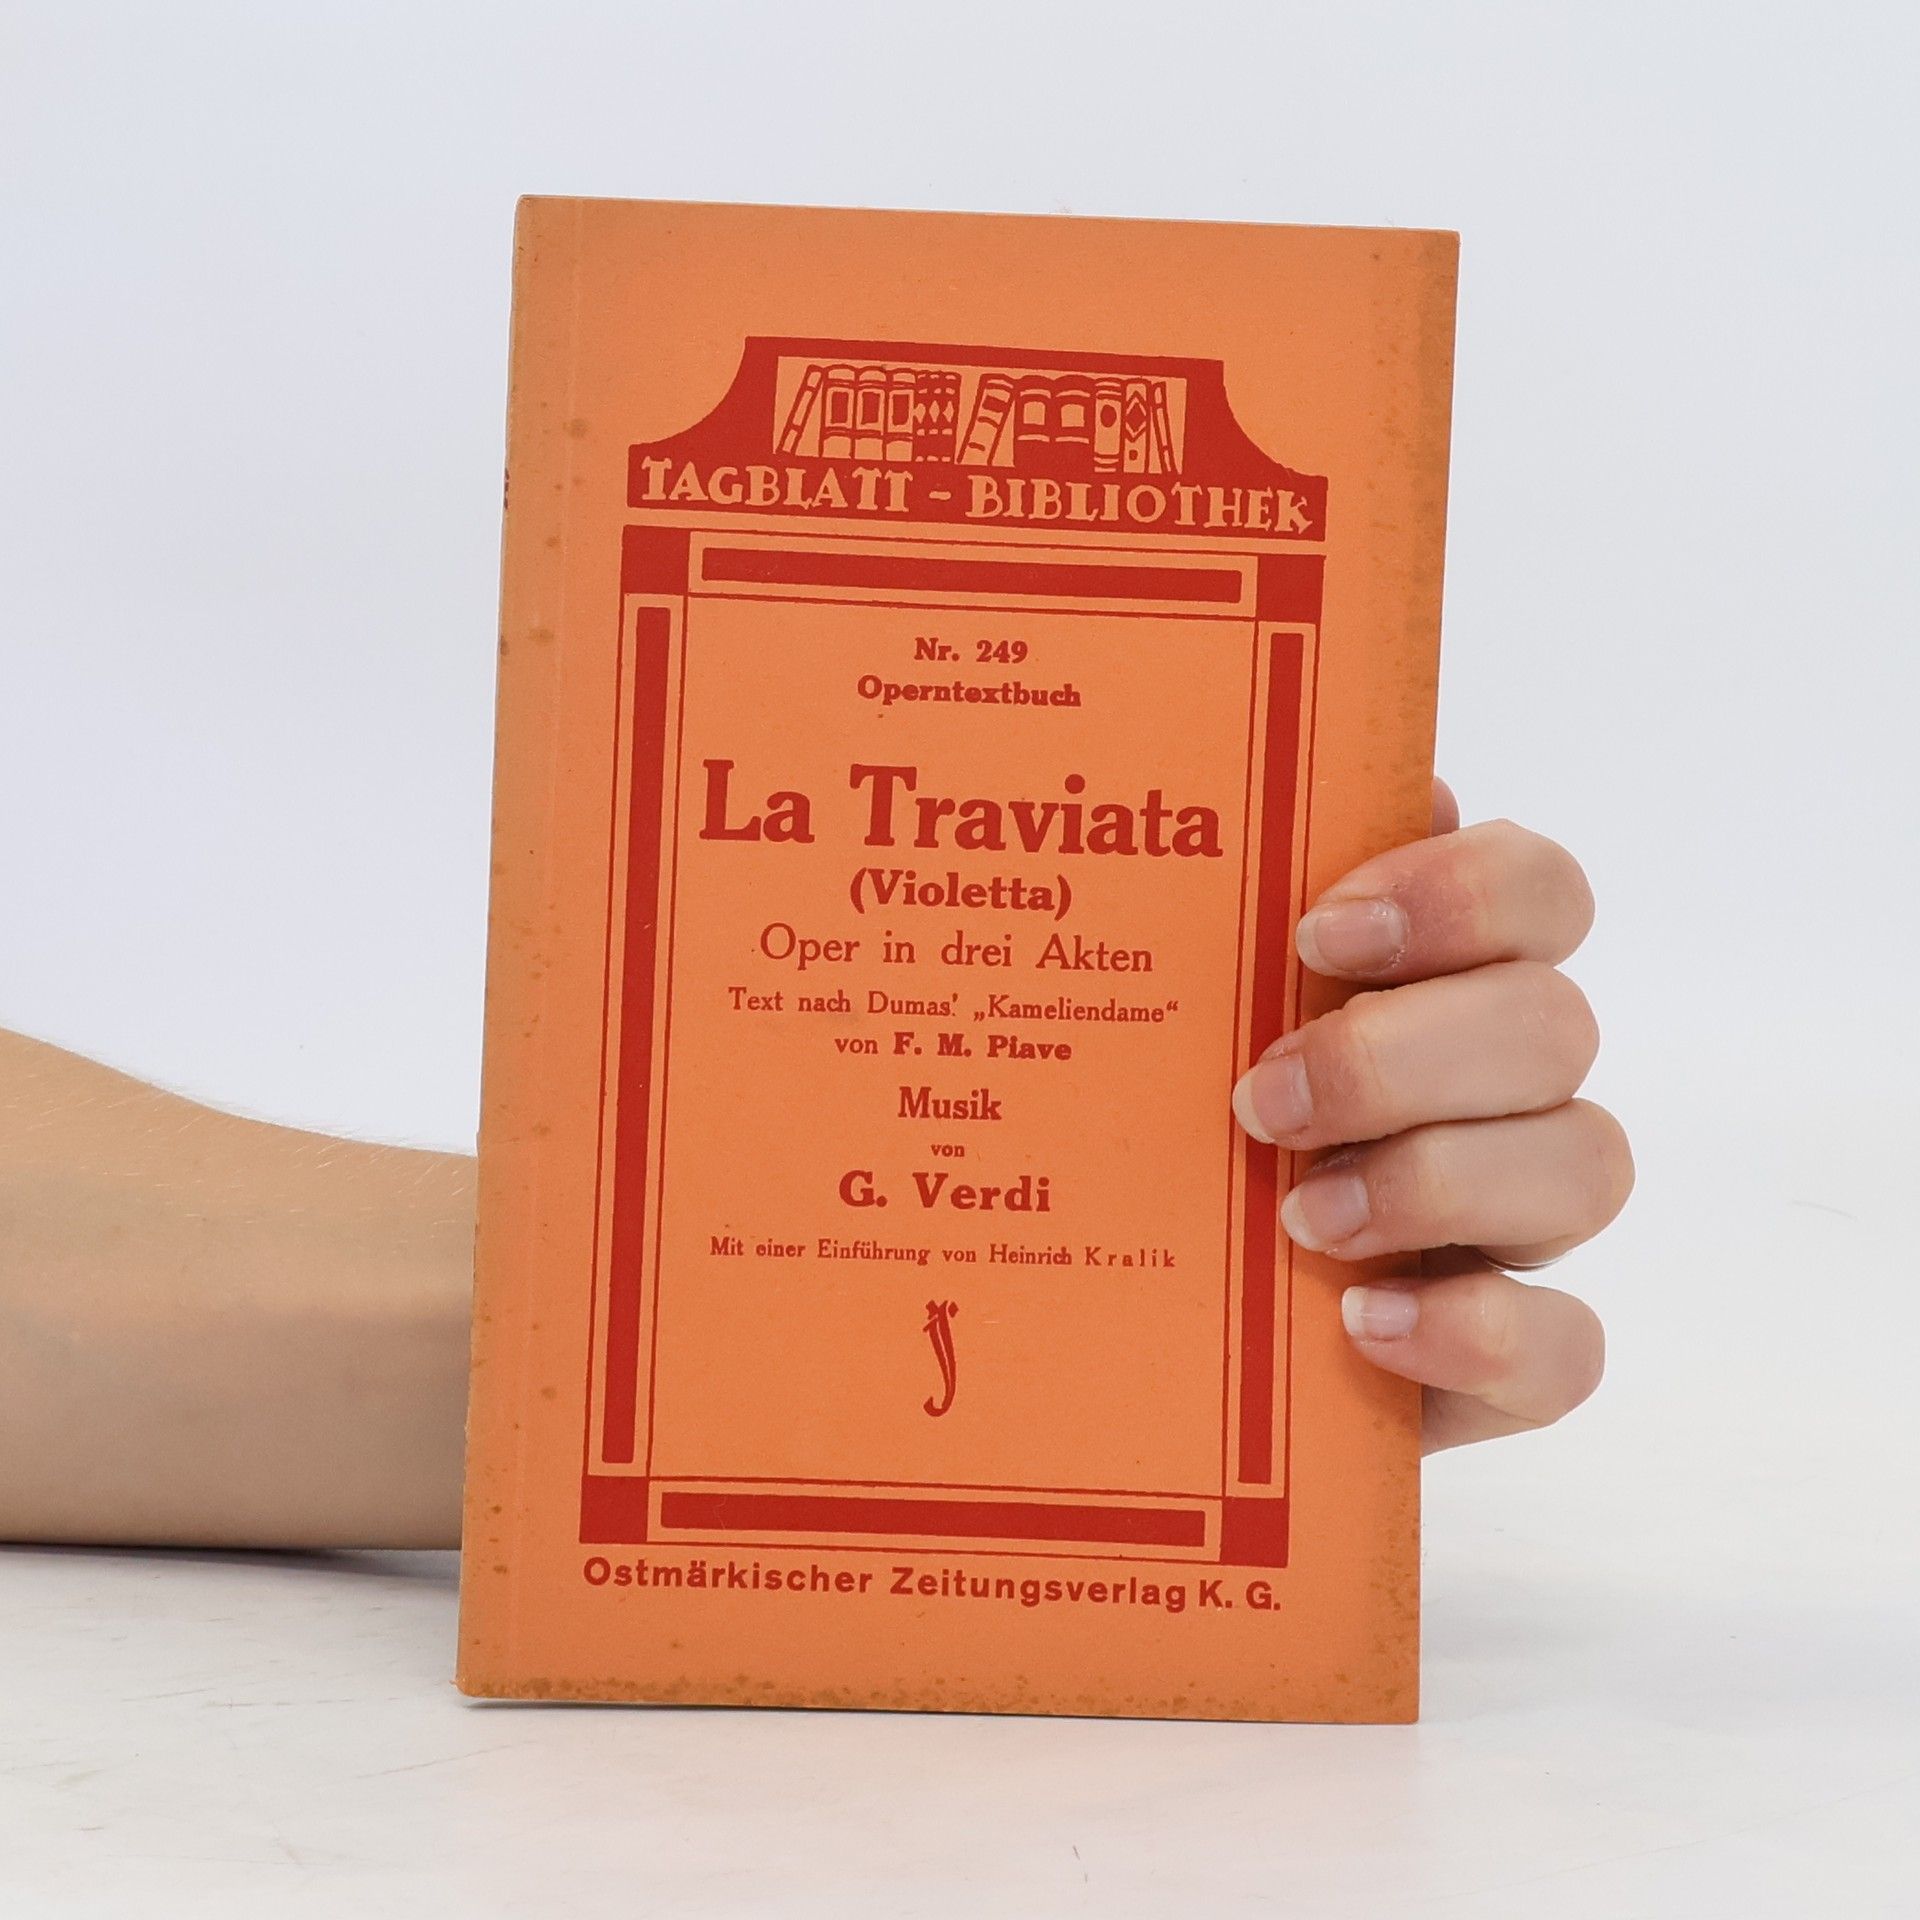 TAGBLATT - BIBLIOTHEK
Nr. 249
Operntextbuch
La Traviata
(Violetta)
Oper in drei Akten
Text nach Dumas' „Kameliendame“
von F. M. Piave
Musik
von
G. Verdi
Mit einer Einführung von Heinrich Kralik
Ostmärkischer Zeitungsverlag K. G.